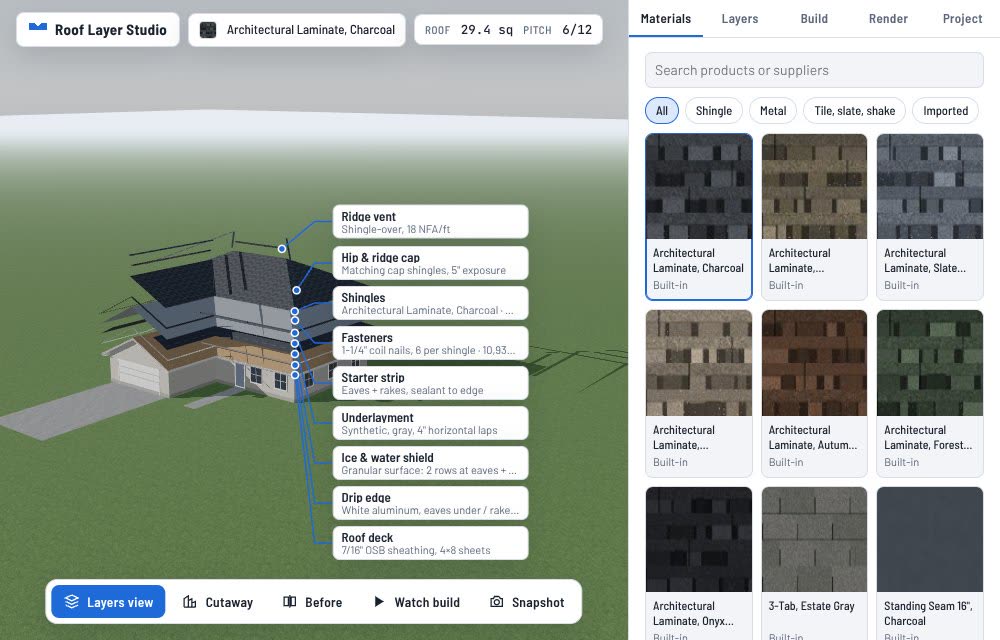 Roof Layer Studio
Architectural Laminate, Charcoal
ROOF 29.4 sq PITCH 6/12
Materials Layers Build Render Project
Search products or suppliers
All Shingle Metal Tile, slate, shake Imported
Ridge vent
Shingle-over, 18 NFA/ft
Hip & ridge cap
Matching cap shingles, 5" exposure
Shingles
Architectural Laminate, Charcoal · ...
Fasteners
1-1/4" coil nails, 6 per shingle · 10,93...
Starter strip
Eaves + rakes, sealant to edge
Underlayment
Synthetic, gray, 4" horizontal laps
Ice & water shield
Granular surface: 2 rows at eaves + ...
Drip edge
White aluminum, eaves under / rake...
Roof deck
7/16" OSB sheathing, 4×8 sheets
Architectural
Laminate, Charcoal
Built-in
Architectural
Laminate,...
Built-in
Architectural
Laminate, Slate...
Built-in
Architectural
Laminate,...
Built-in
Architectural
Laminate, Autum...
Built-in
Architectural
Laminate, Forest...
Built-in
Architectural
Laminate, Onyx...
Built-in
3-Tab, Estate Gray
Built-in
Standing Seam 16",
Charcoal
Built-in
Layers view Cutaway Before Watch build Snapshot